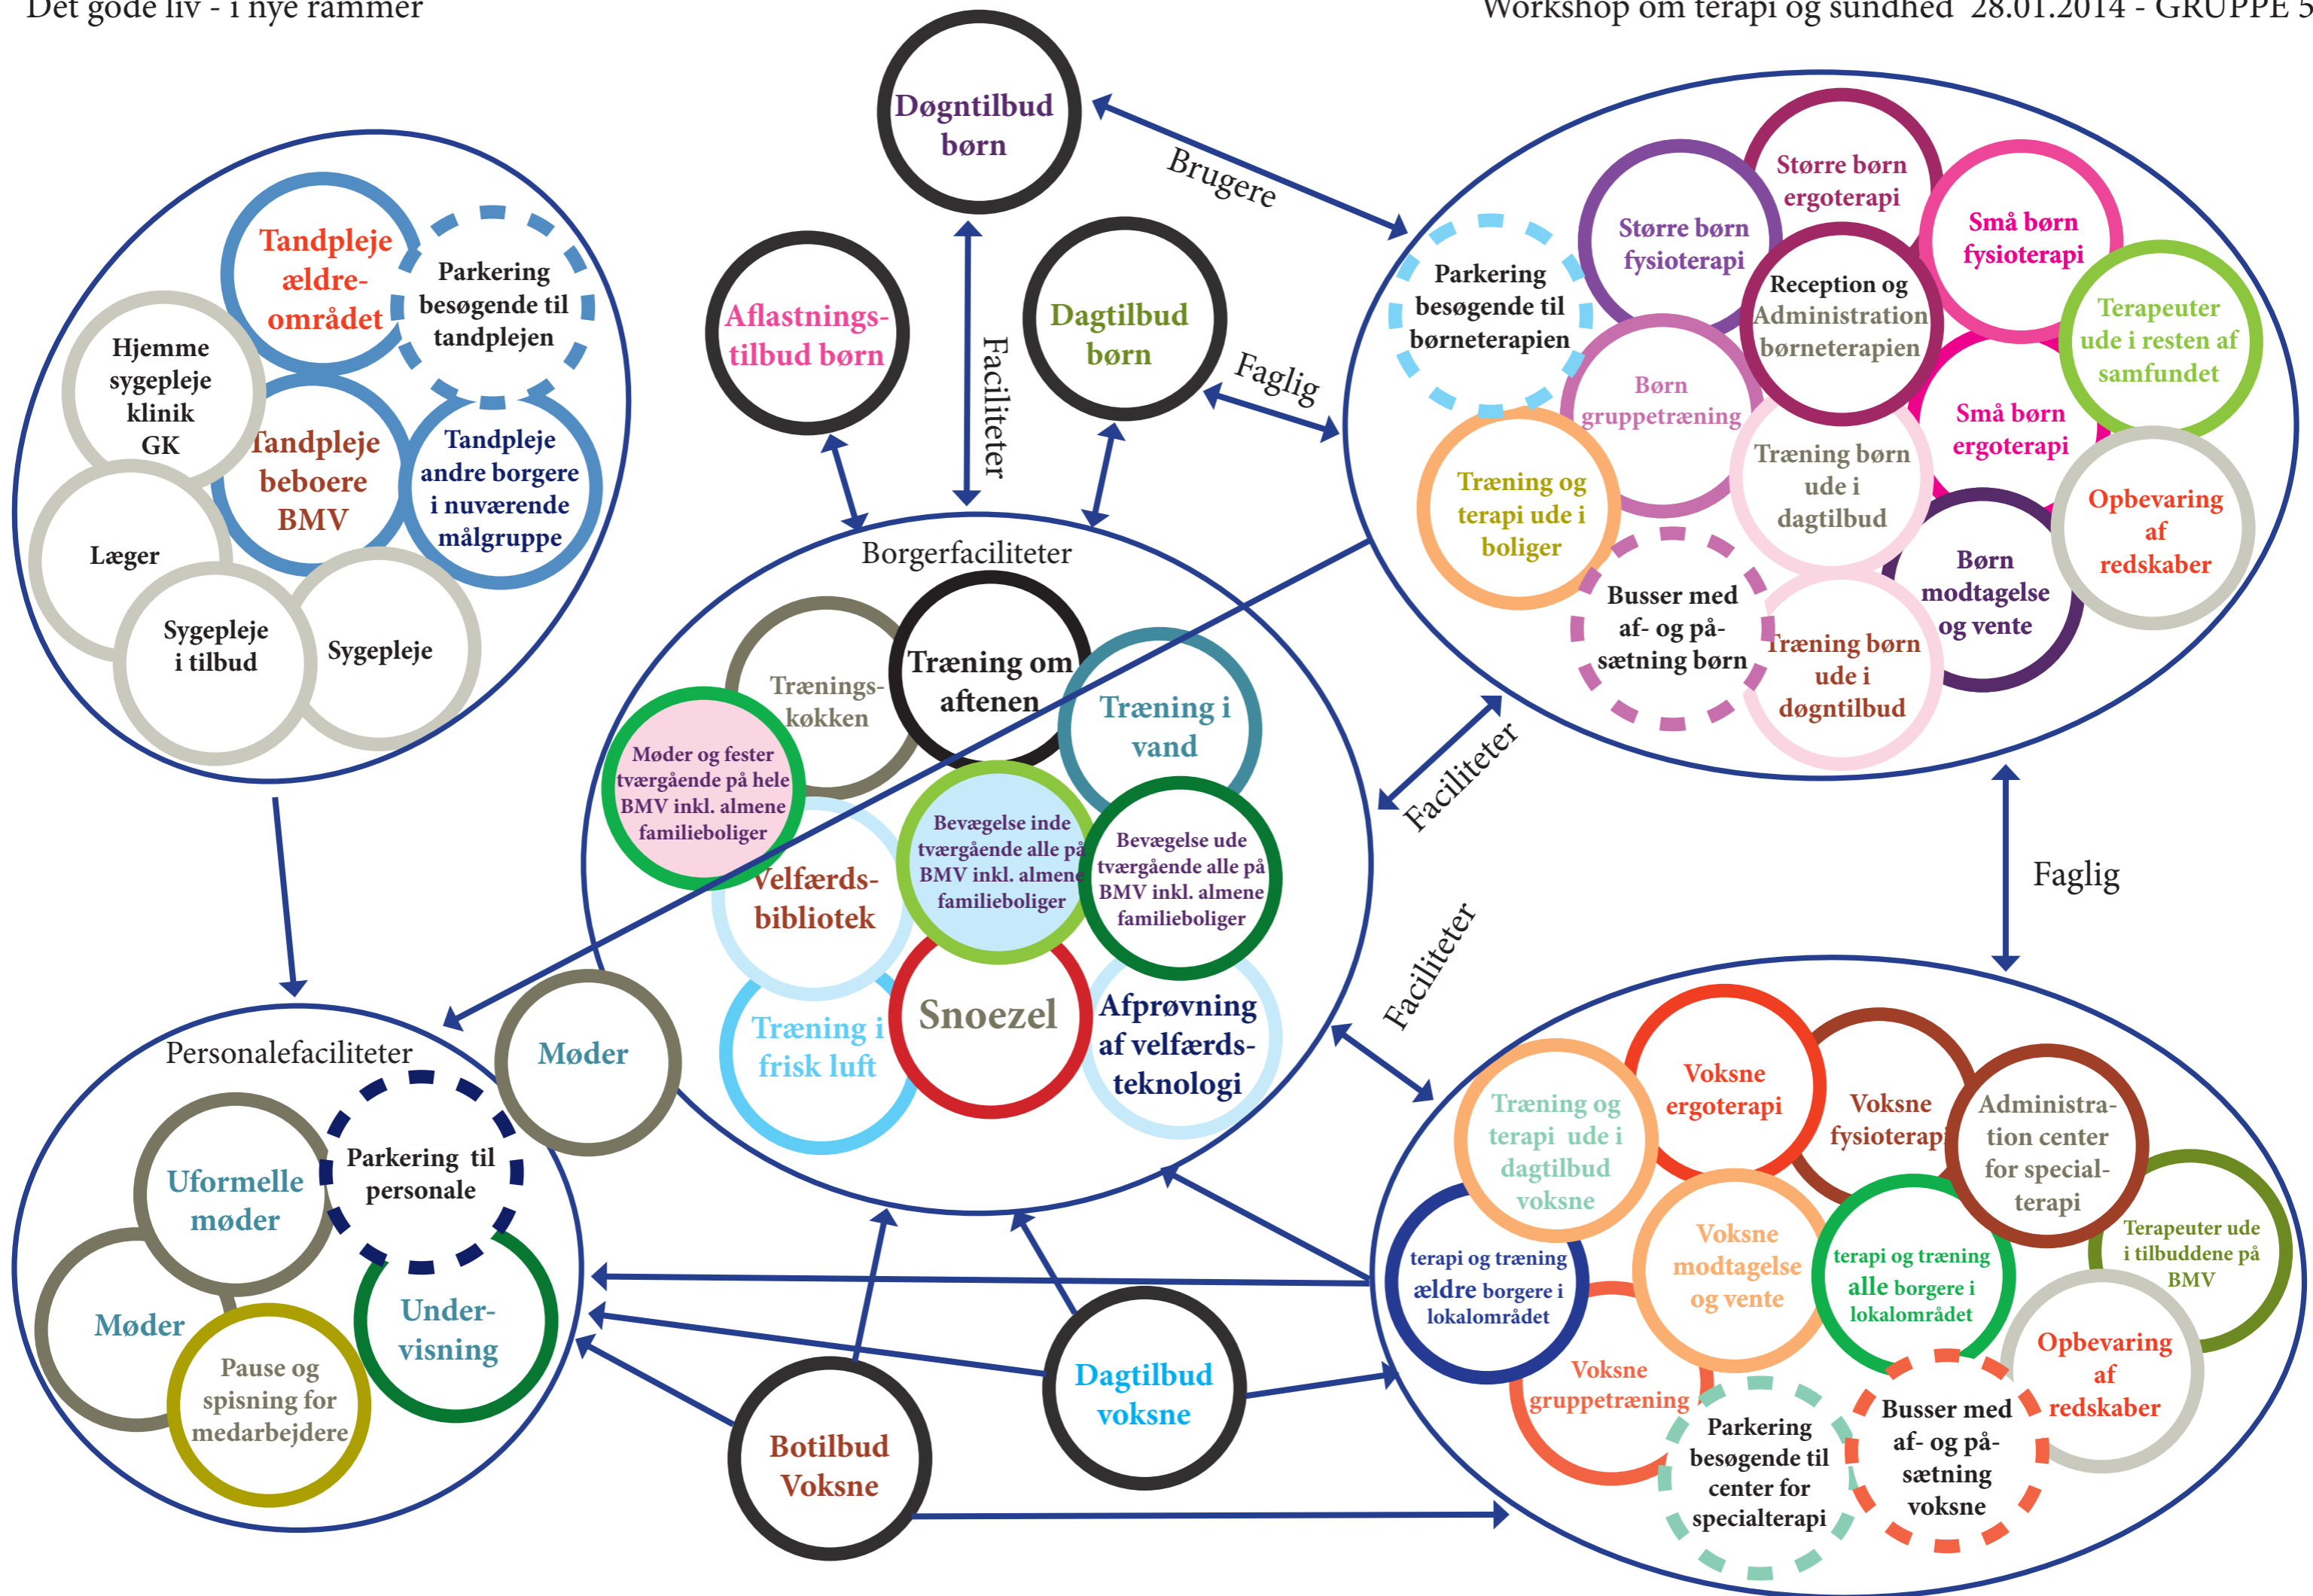 Det gode liv - i nye rammer
Workshop om terapi og sundhed 28.01.2014 - GRUPPE 5
Tandpleje
ældre-
området
Parkering
besøgende til
tandplejen
Hjemme
sygepleje
klinik
GK
Tandpleje
beboere
BMV
Tandpleje
andre borgere
i nuværende
målgruppe
Læger
Sygepleje
i tilbud
Sygepleje
Døgntilbud
børn
Aflastnings-
tilbud børn
Dagtilbud
børn
Brugere
Faciliteter
Faglig
Større børn
ergoterapi
Større børn
fysioterapi
Små børn
fysioterapi
Parkering
besøgende til
børneterapien
Reception og
Administration
børneterapien
Terapeuter
ude i resten af
samfundet
Børn
gruppetræning
Små børn
ergoterapi
Træning og
terapi ude i
boliger
Træning børn
ude i
dagtilbud
Opbevaring
af
redskaber
Busser med
af- og på-
sætning børn
Børn
modtagelse
og vente
Træning børn
ude i
døgntilbud
Borgerfaciliteter
Trænings-
køkken
Træning om
aftenen
Træning i
vand
Møder og fester
tværgående på hele
BMV inkl. almene
familieboliger
Bevægelse inde
tværgående alle på
BMV inkl. almene
familieboliger
Bevægelse ude
tværgående alle på
BMV inkl. almene
familieboliger
Velfærds-
bibliotek
Træning i
frisk luft
Snoezel
Afprøvning
af velfærds-
teknologi
Faciliteter
Faciliteter
Faglig
Personalefaciliteter
Møder
Uformelle
møder
Parkering til
personale
Møder
Under-
visning
Pause og
spisning for
medarbejdere
Botilbud
Voksne
Dagtilbud
voksne
Træning og
terapi ude i
dagtilbud
voksne
Voksne
ergoterapi
Voksne
fysioterapi
Administra-
tion center
for special-
terapi
terapi og træning
ældre borgere i
lokalområdet
Voksne
modtagelse
og vente
terapi og træning
alle borgere i
lokalområdet
Terapeuter ude
i tilbuddene på
BMV
Voksne
gruppetræning
Parkering
besøgende til
center for
specialterapi
Busser med
af- og på-
sætning
voksne
Opbevaring
af
redskaber